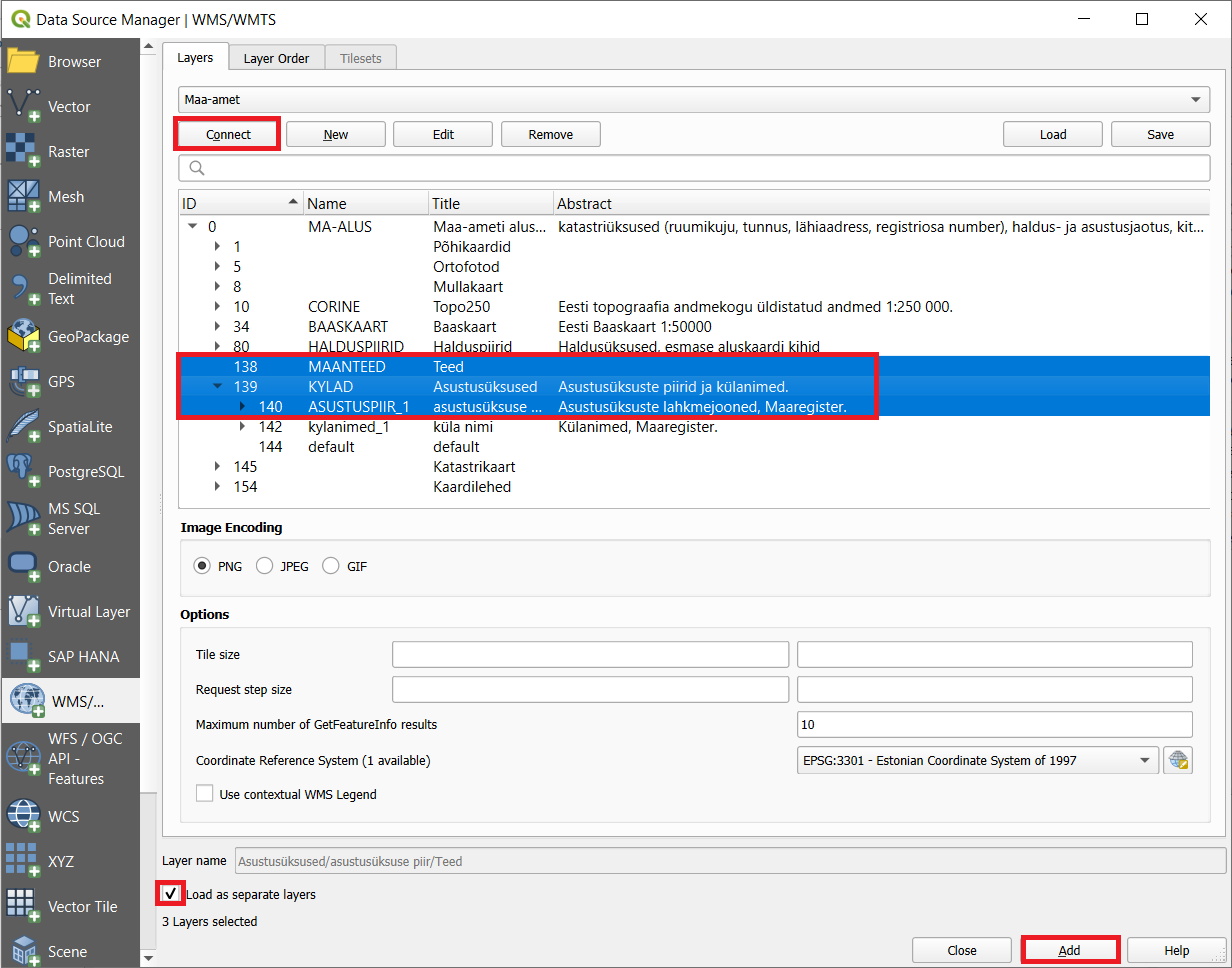 Data Source Manager | WMS/WMTS
Browser
Vector
Raster
Mesh
Point Cloud
Delimited
Text
GeoPackage
GPS
SpatiaLite
PostgreSQL
MS SQL
Server
Oracle
Virtual Layer
SAP HANA
WMS/...
WFS / OGC
API -
Features
WCS
XYZ
Vector Tile
Scene
Layers Layer Order Tilesets
Maa-amet
Connect New Edit Remove Load Save
ID Name Title Abstract
0 MA-ALUS Maa-ameti alus... katastriüksused (ruumikuju, tunnus, lähiaadress, registriosa number), haldus- ja asustusjaotus, kit...
1 Põhikaardid
5 Ortofotod
8 Mullakaart
10 CORINE Topo250 Eesti topograafia andmekogu üldistatud andmed 1:250 000.
34 BAASKAART Baaskaart Eesti Baaskaart 1:50000
80 HALDUSPIIRID Halduspiirid Haldusüksused, esmase aluskaardi kihid
138 MAANTEED Teed
139 KYLAD Asustusüksused Asustusüksuste piirid ja külanimed.
140 ASUSTUSPIIR_1 asustusüksuse ... Asustusüksuste lahkmejooned, Maaregister.
142 kylanimed_1 küla nimi Külanimed, Maaregister.
144 default default
145 Katastrikaart
154 Kaardilehed
Image Encoding
PNG JPEG GIF
Options
Tile size
Request step size
Maximum number of GetFeatureInfo results 10
Coordinate Reference System (1 available) EPSG:3301 - Estonian Coordinate System of 1997
Use contextual WMS Legend
Layer name Asustusüksused/asustusüksuse piir/Teed
Load as separate layers
3 Layers selected
Close Add Help